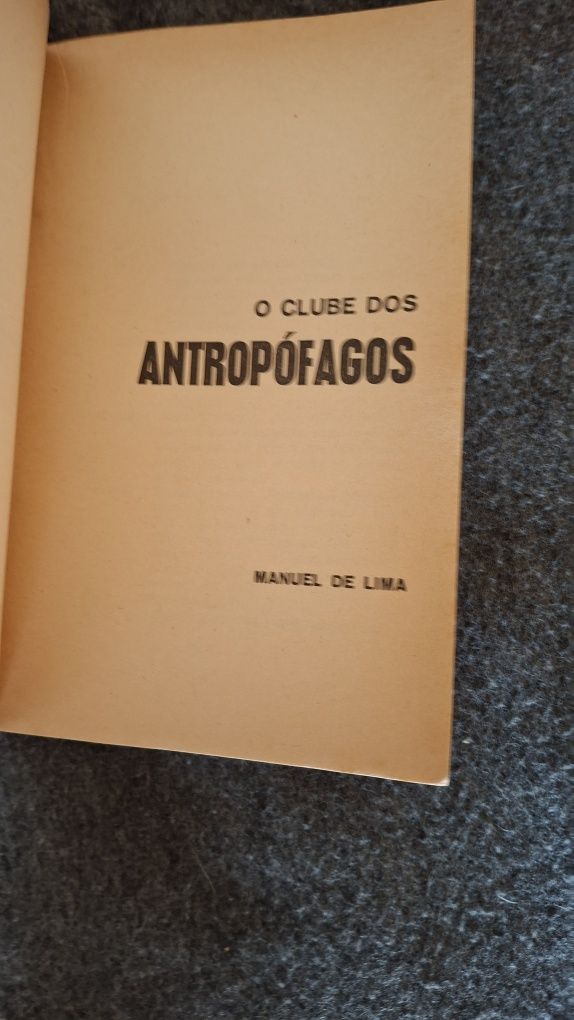 O CLUBE DOS
ANTROPÓFAGOS
MANUEL DE LIMA